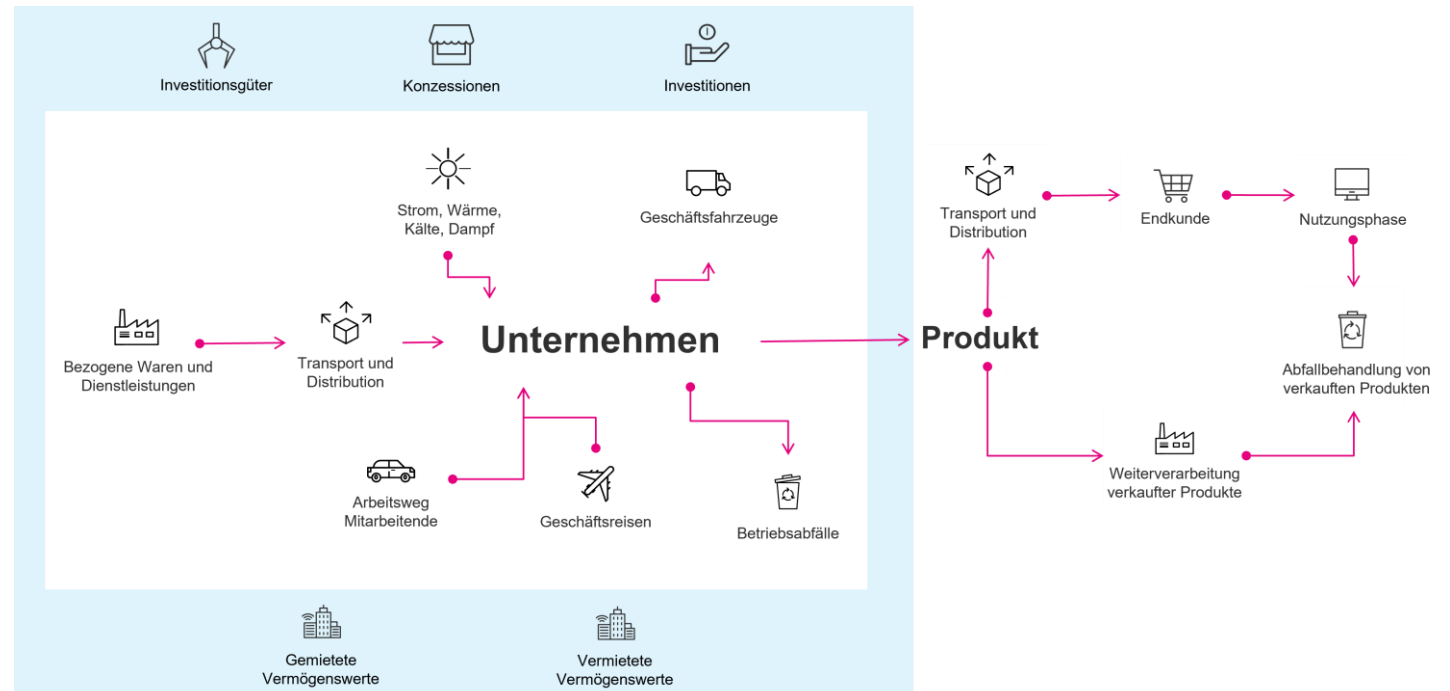 Investitionsgüter
Konzessionen
Investitionen
Strom, Wärme,
Kälte, Dampf
Geschäftsfahrzeuge
Transport und
Distribution
Endkunde
Nutzungsphase
Bezogene Waren und
Dienstleistungen
Transport und
Distribution
Unternehmen
Produkt
Abfallbehandlung von
verkauften Produkten
Arbeitsweg
Mitarbeitende
Geschäftsreisen
Betriebsabfälle
Weiterverarbeitung
verkaufter Produkte
Gemietete
Vermögenswerte
Vermietete
Vermögenswerte